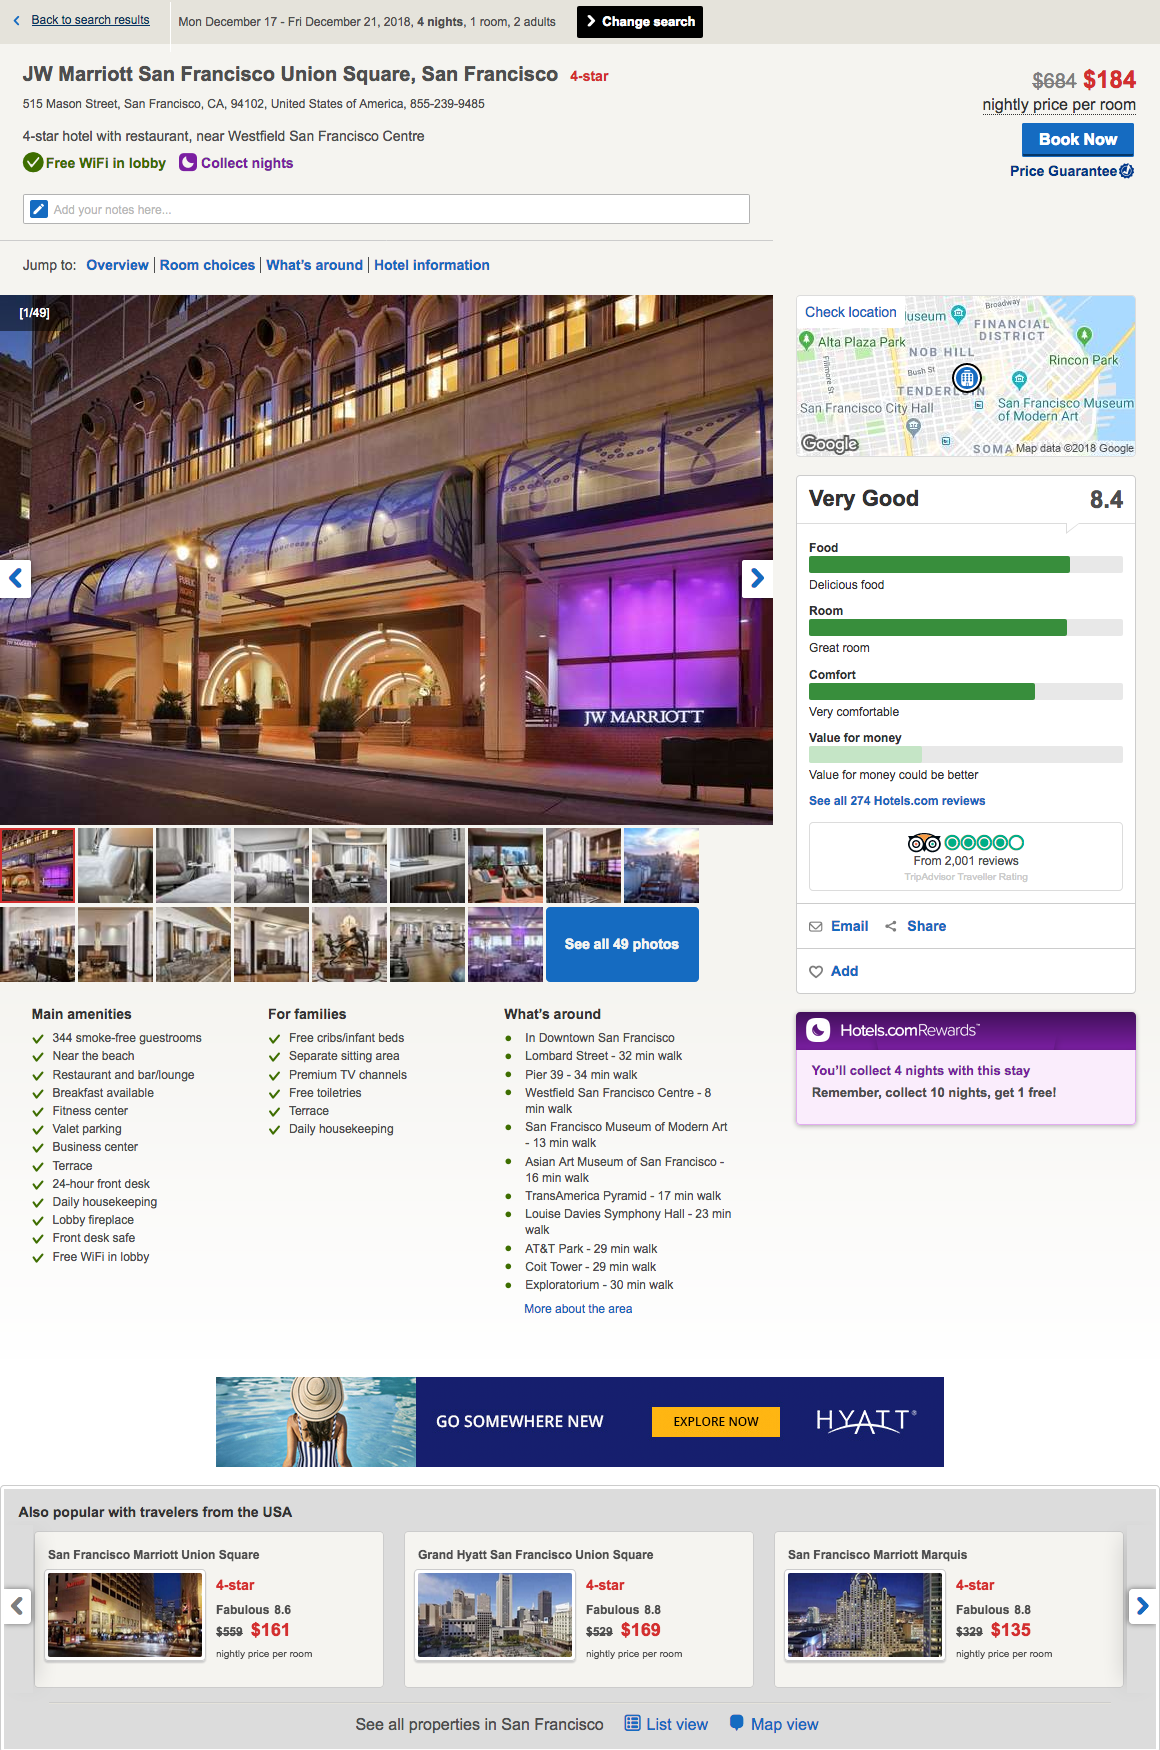 Back to search results
Mon December 17 - Fri December 21, 2018, 4 nights, 1 room, 2 adults
Change search
JW Marriott San Francisco Union Square, San Francisco 4-star
515 Mason Street, San Francisco, CA, 94102, United States of America, 855-239-9485
4-star hotel with restaurant, near Westfield San Francisco Centre
Free WiFi in lobby Collect nights
$684 $184
nightly price per room
Book Now
Price Guarantee
Add your notes here...
Jump to: Overview Room choices What's around Hotel information
[1/49]
PUBLIC
For
The
JW MARRIOTT
JW MARRIOTT
See all 49 photos
Check location
useum
Broadway
FINANCIAL
DISTRICT
Alta Plaza Park
NOB HILL
Rincon Park
Fillmore St
Bush St
San Francisco City Hall
San Francisco Museum
of Modern Art
Google
SOMA
Map data ©2018 Google
Very Good 8.4
Food
Delicious food
Room
Great room
Comfort
Very comfortable
Value for money
Value for money could be better
See all 274 Hotels.com reviews
From 2,001 reviews
TripAdvisor Traveller Rating
Email Share
Add
Hotels.comRewards™
You'll collect 4 nights with this stay
Remember, collect 10 nights, get 1 free!
Main amenities
344 smoke-free guestrooms
Near the beach
Restaurant and bar/lounge
Breakfast available
Fitness center
Valet parking
Business center
Terrace
24-hour front desk
Daily housekeeping
Lobby fireplace
Front desk safe
Free WiFi in lobby
For families
Free cribs/infant beds
Separate sitting area
Premium TV channels
Free toiletries
Terrace
Daily housekeeping
What's around
In Downtown San Francisco
Lombard Street - 32 min walk
Pier 39 - 34 min walk
Westfield San Francisco Centre - 8
min walk
San Francisco Museum of Modern Art
- 13 min walk
Asian Art Museum of San Francisco -
16 min walk
TransAmerica Pyramid - 17 min walk
Louise Davies Symphony Hall - 23 min
walk
AT&T Park - 29 min walk
Coit Tower - 29 min walk
Exploratorium - 30 min walk
More about the area
GO SOMEWHERE NEW
EXPLORE NOW
HYATT®
Also popular with travelers from the USA
San Francisco Marriott Union Square
4-star
Fabulous 8.6
$559 $161
nightly price per room
Grand Hyatt San Francisco Union Square
4-star
Fabulous 8.8
$529 $169
nightly price per room
San Francisco Marriott Marquis
4-star
Fabulous 8.8
$329 $135
nightly price per room
See all properties in San Francisco List view Map view